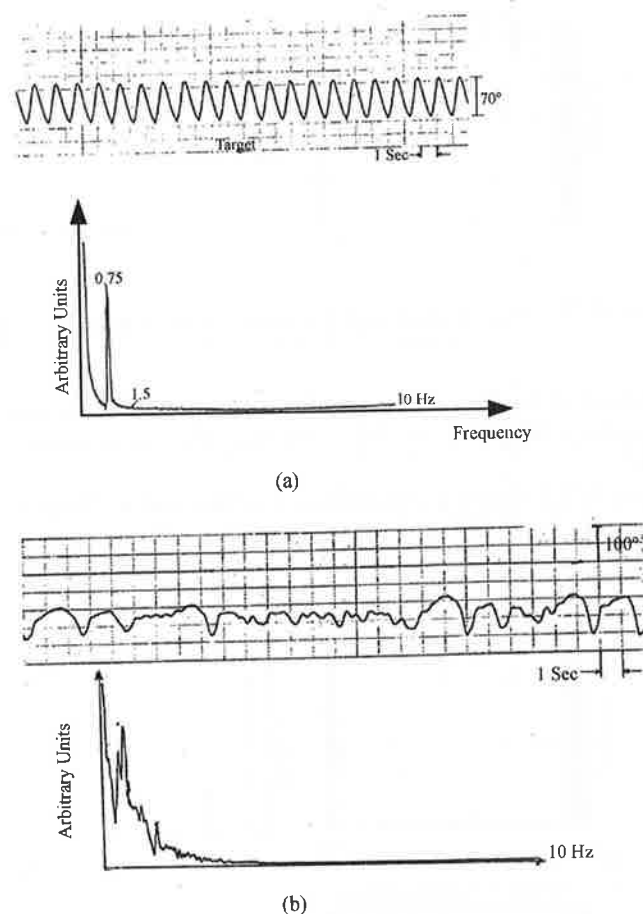 70°
Target
1 Sec
Arbitrary Units
0.75
1.5
10 Hz
Frequency
(a)
100°
1 Sec
Arbitrary Units
10 Hz
(b)